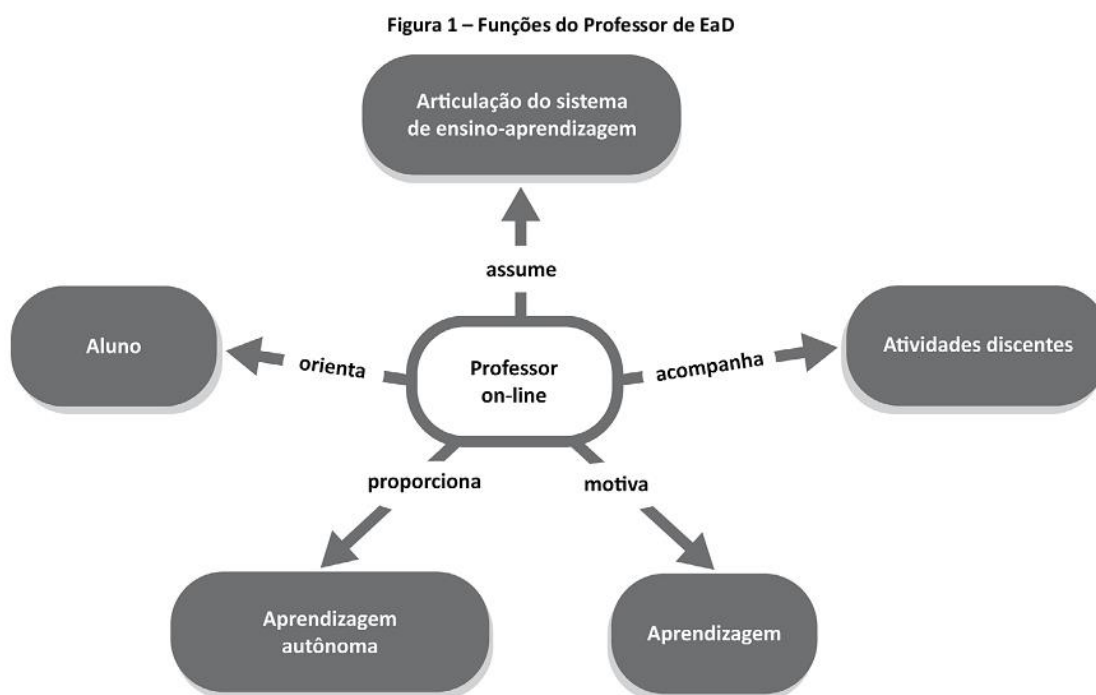 Figura 1 – Funções do Professor de EaD
Articulação do sistema
de ensino-aprendizagem
assume
Aluno
orienta
Professor
on-line
acompanha
Atividades discentes
proporciona
motiva
Aprendizagem
autônoma
Aprendizagem